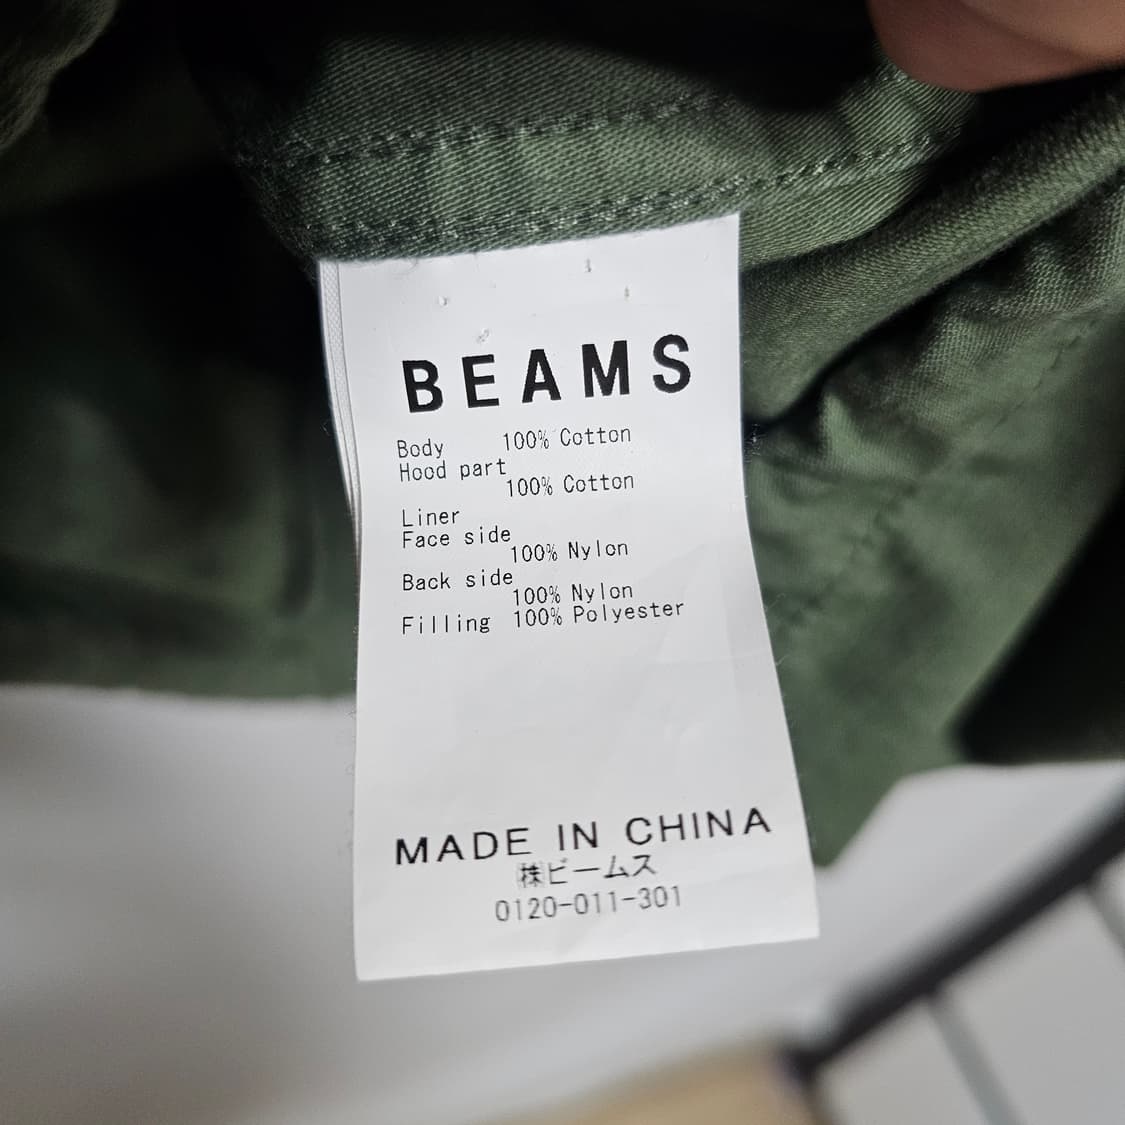 BEAMS
Body 100% Cotton
Hood part
100% Cotton
Liner
Face side
100% Nylon
Back side
100% Nylon
Filling 100% Polyester
MADE IN CHINA
㈱ビームス
0120-011-301